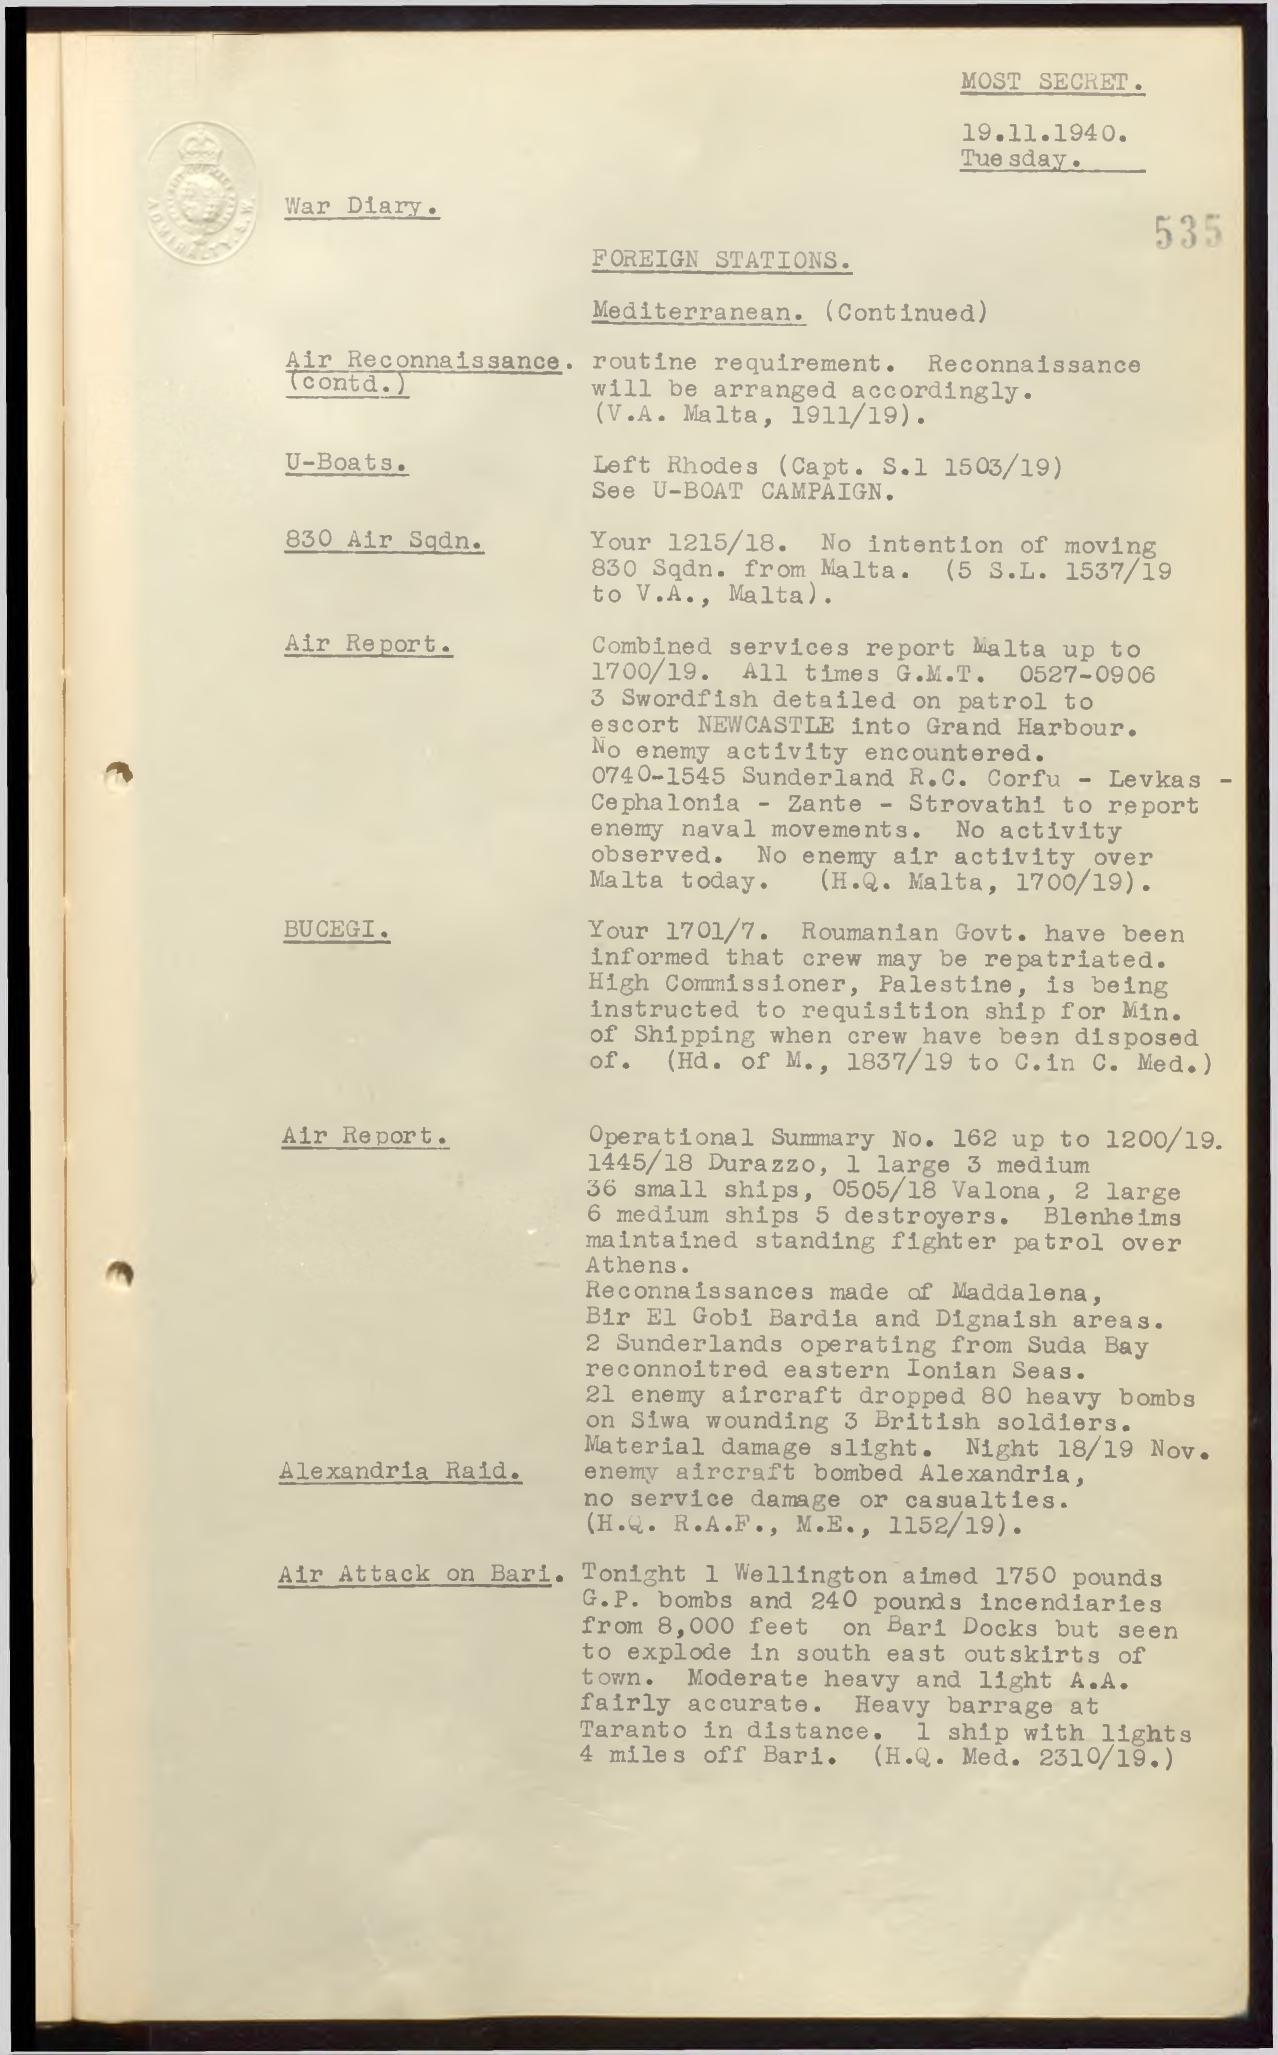 MOST SECRET.
19.11.1940.
Tuesday.
ADMIRALTY.S.W.
War Diary.
535
FOREIGN STATIONS.
Mediterranean. (Continued)
Air Reconnaissance. routine requirement. Reconnaissance
(contd.) will be arranged accordingly.
(V.A. Malta, 1911/19).
U-Boats. Left Rhodes (Capt. S.1 1503/19)
See U-BOAT CAMPAIGN.
830 Air Sqdn. Your 1215/18. No intention of moving
830 Sqdn. from Malta. (5 S.L. 1537/19
to V.A., Malta).
Air Report. Combined services report Malta up to
1700/19. All times G.M.T. 0527-0906
3 Swordfish detailed on patrol to
escort NEWCASTLE into Grand Harbour.
No enemy activity encountered.
0740-1545 Sunderland R.C. Corfu - Levkas -
Cephalonia - Zante - Strovathi to report
enemy naval movements. No activity
observed. No enemy air activity over
Malta today. (H.Q. Malta, 1700/19).
BUCEGI. Your 1701/7. Roumanian Govt. have been
informed that crew may be repatriated.
High Commissioner, Palestine, is being
instructed to requisition ship for Min.
of Shipping when crew have been disposed
of. (Hd. of M., 1837/19 to C.in C. Med.)
Air Report. Operational Summary No. 162 up to 1200/19.
1445/18 Durazzo, 1 large 3 medium
36 small ships, 0505/18 Valona, 2 large
6 medium ships 5 destroyers. Blenheims
maintained standing fighter patrol over
Athens.
Reconnaissances made of Maddalena,
Bir El Gobi Bardia and Dignaish areas.
2 Sunderlands operating from Suda Bay
reconnoitred eastern Ionian Seas.
21 enemy aircraft dropped 80 heavy bombs
on Siwa wounding 3 British soldiers.
Material damage slight. Night 18/19 Nov.
Alexandria Raid. enemy aircraft bombed Alexandria,
no service damage or casualties.
(H.Q. R.A.F., M.E., 1152/19).
Air Attack on Bari. Tonight 1 Wellington aimed 1750 pounds
G.P. bombs and 240 pounds incendiaries
from 8,000 feet on Bari Docks but seen
to explode in south east outskirts of
town. Moderate heavy and light A.A.
fairly accurate. Heavy barrage at
Taranto in distance. 1 ship with lights
4 miles off Bari. (H.Q. Med. 2310/19.)